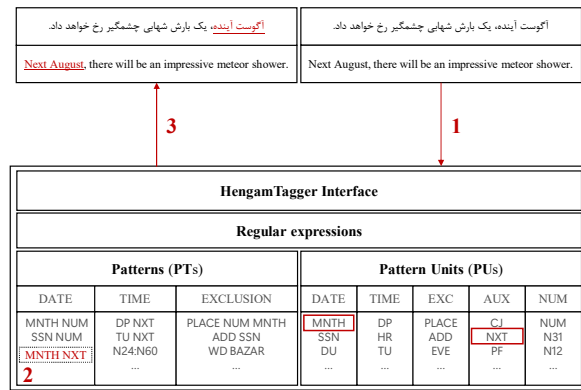 آگوست آینده، یک بارش شهابی چشمگیر رخ خواهد داد.
Next August, there will be an impressive meteor shower.
آگوست آینده، یک بارش شهابی چشمگیر رخ خواهد داد.
Next August, there will be an impressive meteor shower.
3
1
HengamTagger Interface
Regular expressions
Patterns (PTs)
Pattern Units (PUs)
DATE TIME EXCLUSION DATE TIME EXC AUX NUM
MNTH NUM DP NXT PLACE NUM MNTH MNTH DP PLACE CJ NUM
SSN NUM TU NXT ADD SSN SSN HR ADD NXT N31
MNTH NXT N24:N60 WD BAZAR DU TU EVE PF N12
... ... ... ... ... ... ...
2